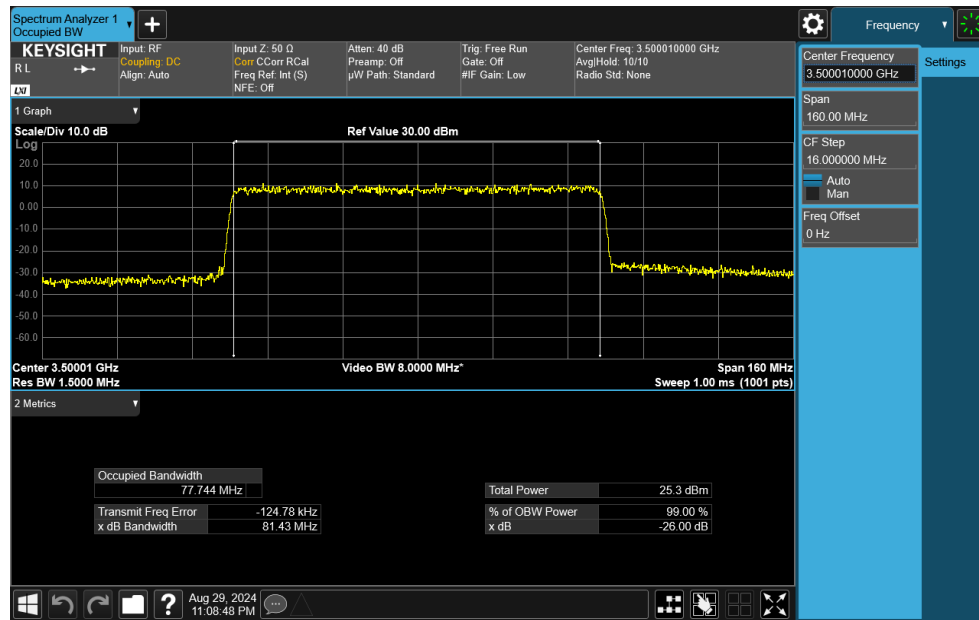 Spectrum Analyzer 1
Occupied BW
Frequency
KEYSIGHT
R L
LXI
Input: RF
Coupling: DC
Align: Auto
Input Z: 50 Ω
Corr CCorr RCal
Freq Ref: Int (S)
NFE: Off
Atten: 40 dB
Preamp: Off
µW Path: Standard
Trig: Free Run
Gate: Off
#IF Gain: Low
Center Freq: 3.500010000 GHz
Avg|Hold: 10/10
Radio Std: None
Center Frequency
3.500010000 GHz
Settings
Span
160.00 MHz
CF Step
16.000000 MHz
Auto
Man
Freq Offset
0 Hz
1 Graph
Scale/Div 10.0 dB
Ref Value 30.00 dBm
Log
20.0
10.0
0.00
-10.0
-20.0
-30.0
-40.0
-50.0
-60.0
Center 3.50001 GHz
Video BW 8.0000 MHz*
Span 160 MHz
Res BW 1.5000 MHz
Sweep 1.00 ms (1001 pts)
2 Metrics
Occupied Bandwidth
77.744 MHz
Total Power 25.3 dBm
Transmit Freq Error -124.78 kHz
% of OBW Power 99.00 %
x dB Bandwidth 81.43 MHz
x dB -26.00 dB
?
Aug 29, 2024
11:08:48 PM